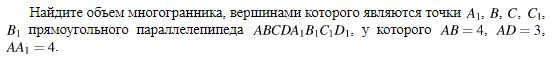 Найдите объем многогранника, вершинами которого являются точки A₁, B, C, C₁,
B₁ прямоугольного параллелепипеда ABCDA₁B₁C₁D₁, у которого AB = 4, AD = 3,
AA₁ = 4.